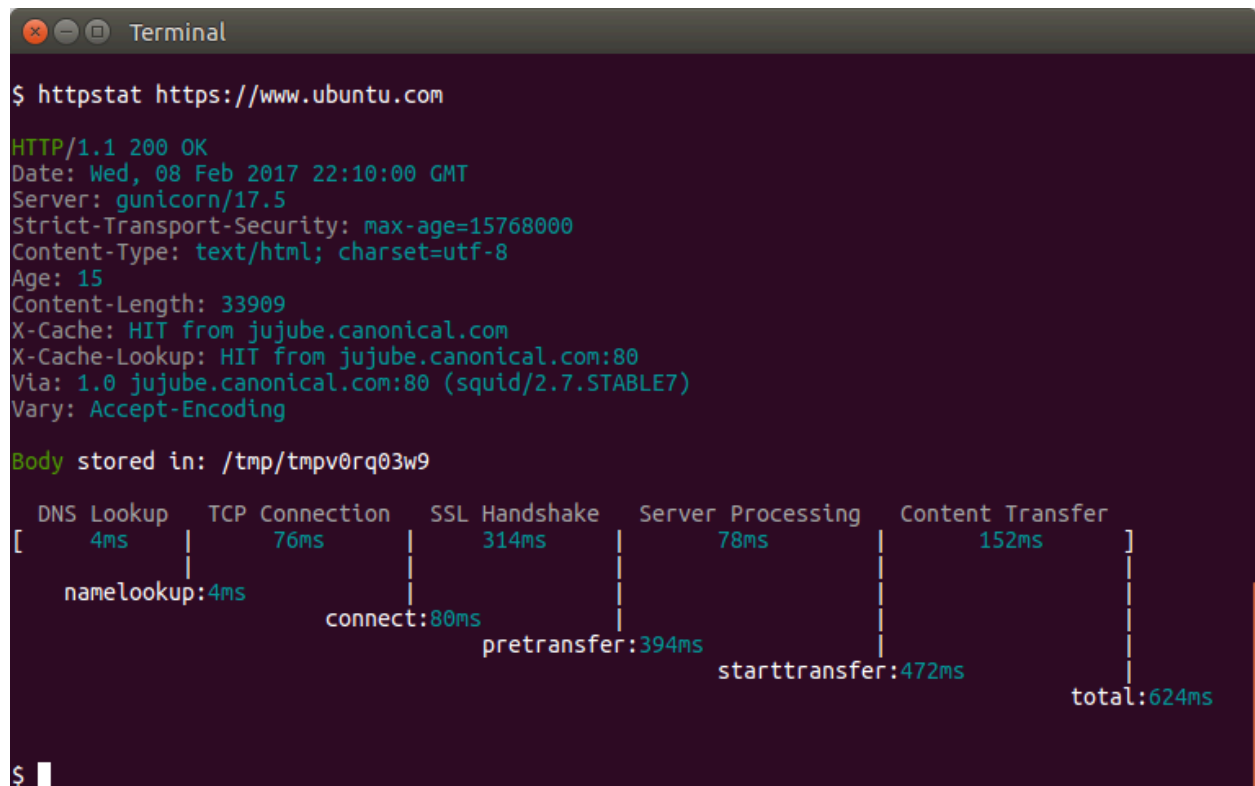 Terminal
$ httpstat https://www.ubuntu.com
HTTP/1.1 200 OK
Date: Wed, 08 Feb 2017 22:10:00 GMT
Server: gunicorn/17.5
Strict-Transport-Security: max-age=15768000
Content-Type: text/html; charset=utf-8
Age: 15
Content-Length: 33909
X-Cache: HIT from jujube.canonical.com
X-Cache-Lookup: HIT from jujube.canonical.com:80
Via: 1.0 jujube.canonical.com:80 (squid/2.7.STABLE7)
Vary: Accept-Encoding
Body stored in: /tmp/tmpv0rq03w9
DNS Lookup TCP Connection SSL Handshake Server Processing Content Transfer
[ 4ms | 76ms | 314ms | 78ms | 152ms ]
| | | | |
namelookup:4ms | | | |
connect:80ms | | |
pretransfer:394ms | |
starttransfer:472ms |
total:624ms
$